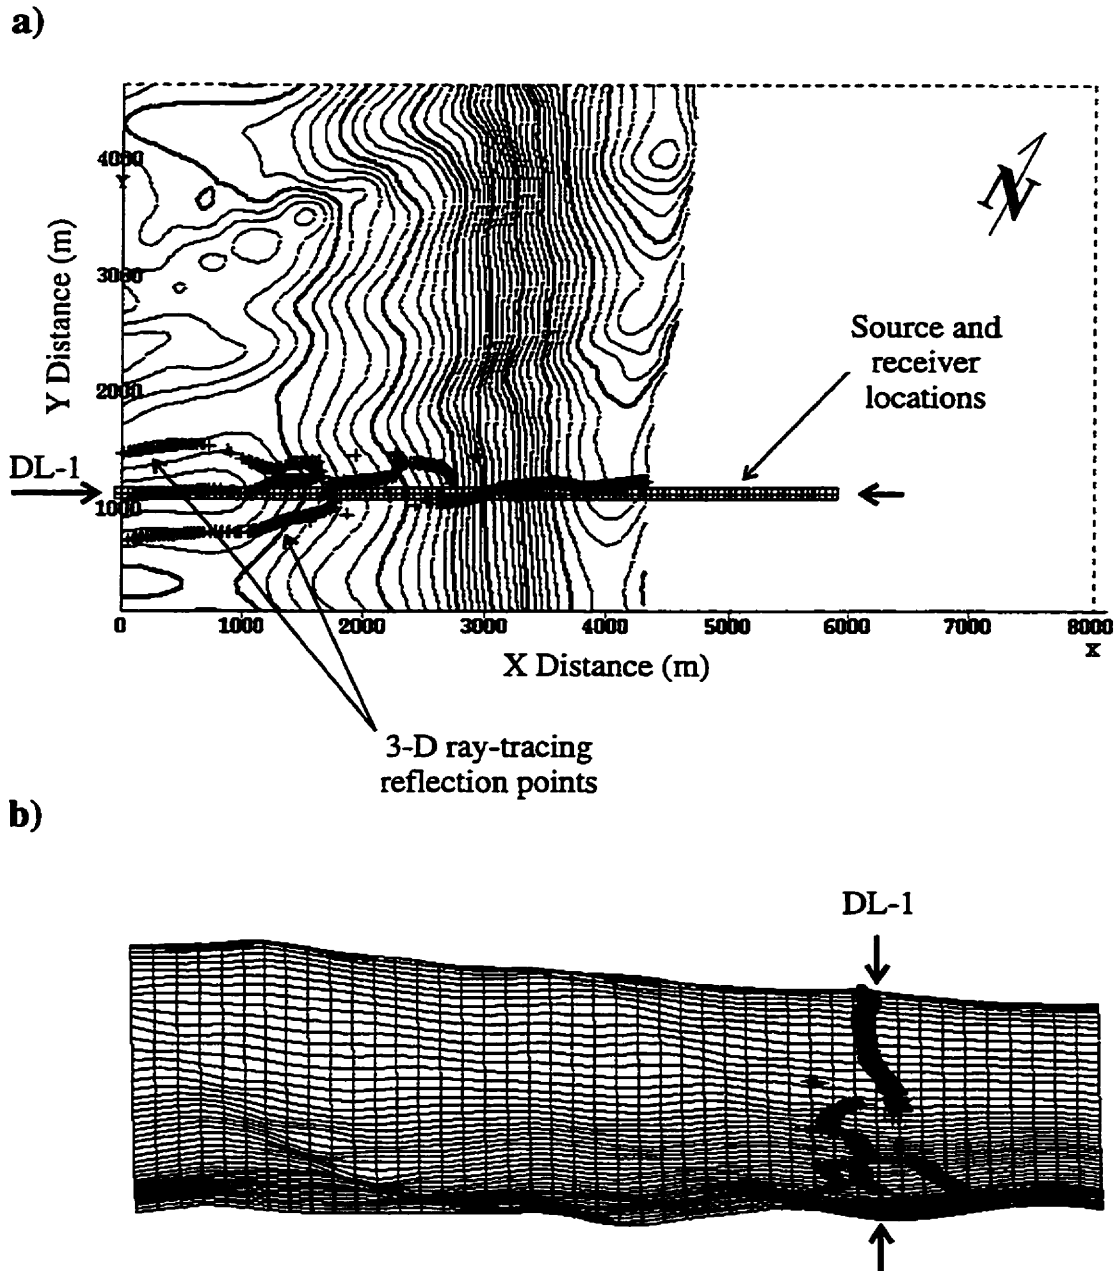 a)
4000
Y
3000
2000
1000
Y Distance (m)
N
Source and
receiver
locations
DL-1
0 1000 2000 3000 4000 5000 6000 7000 8000
X
X Distance (m)
3-D ray-tracing
reflection points
b)
DL-1